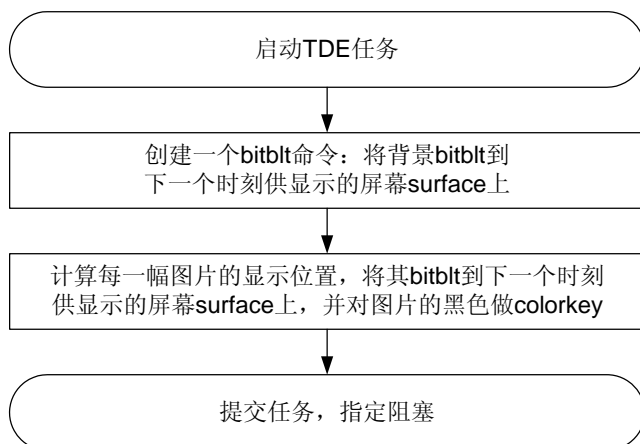 启动TDE任务
创建一个bitblt命令：将背景bitblt到
下一个时刻供显示的屏幕surface上
计算每一幅图片的显示位置，将其bitblt到下一个时刻
供显示的屏幕surface上，并对图片的黑色做colorkey
提交任务，指定阻塞